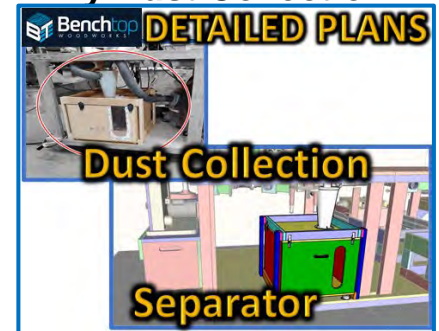 Benchtop
WOODWORKS
DETAILED PLANS
Dust Collection
Separator